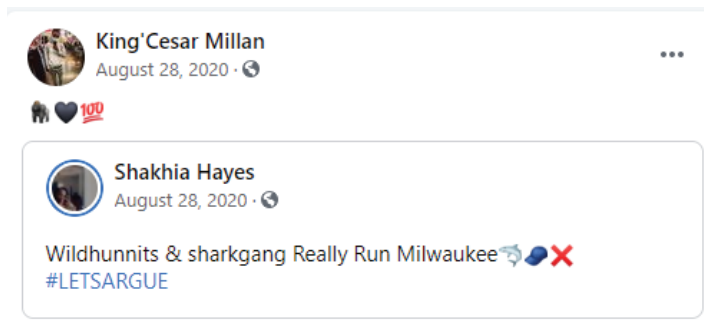 King'Cesar Millan
August 28, 2020 ·
🦍🖤💯
Shakhia Hayes
August 28, 2020 ·
Wildhunnits & sharkgang Really Run Milwaukee🦈🧢❌
#LETSARGUE